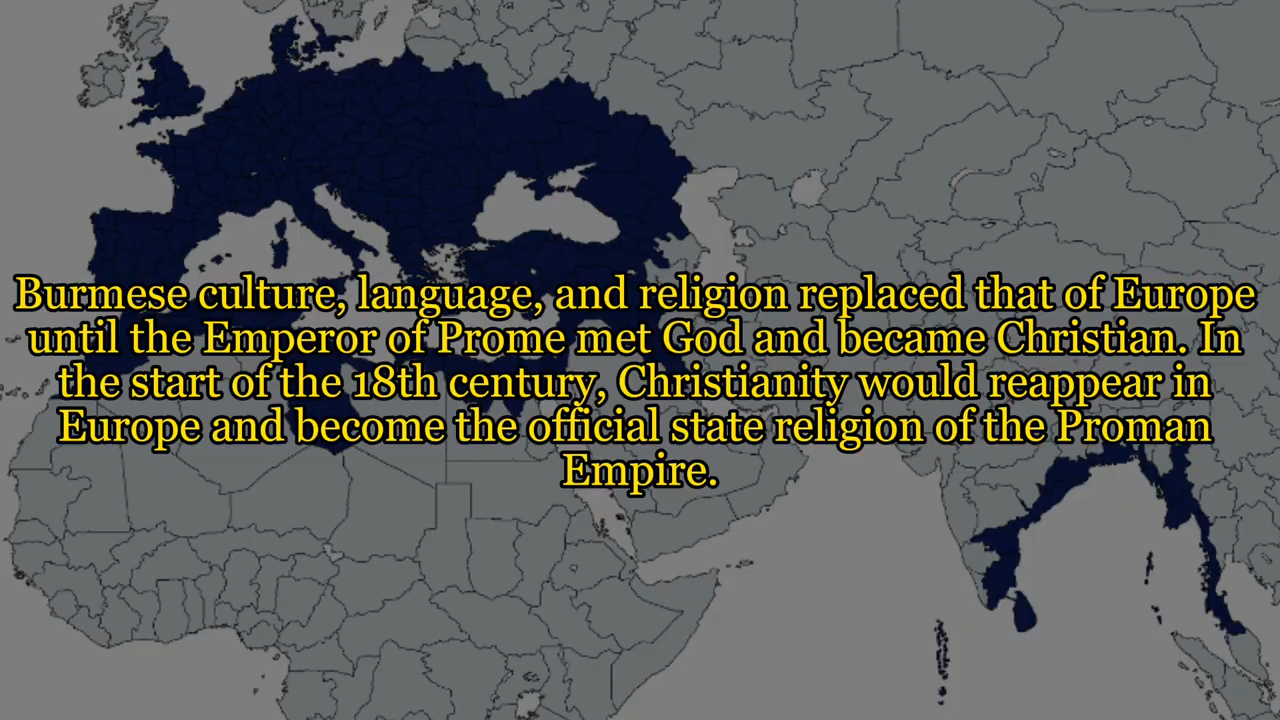 Burmese culture, language, and religion replaced that of Europe
until the Emperor of Prome met God and became Christian. In
the start of the 18th century, Christianity would reappear in
Europe and become the official state religion of the Proman
Empire.